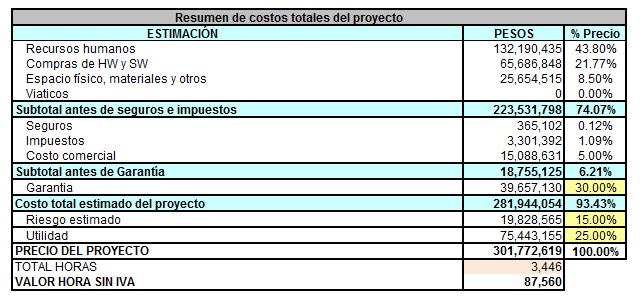 Resumen de costos totales del proyecto
ESTIMACIÓN PESOS % Precio
Recursos humanos 132,190,435 43.80%
Compras de HW y SW 65,686,848 21.77%
Espacio físico, materiales y otros 25,654,515 8.50%
Viaticos 0 0.00%
Subtotal antes de seguros e impuestos 223,531,798 74.07%
Seguros 365,102 0.12%
Impuestos 3,301,392 1.09%
Costo comercial 15,088,631 5.00%
Subtotal antes de Garantía 18,755,125 6.21%
Garantia 39,657,130 30.00%
Costo total estimado del proyecto 281,944,054 93.43%
Riesgo estimado 19,828,565 15.00%
Utilidad 75,443,155 25.00%
PRECIO DEL PROYECTO 301,772,619 100.00%
TOTAL HORAS 3,446
VALOR HORA SIN IVA 87,560